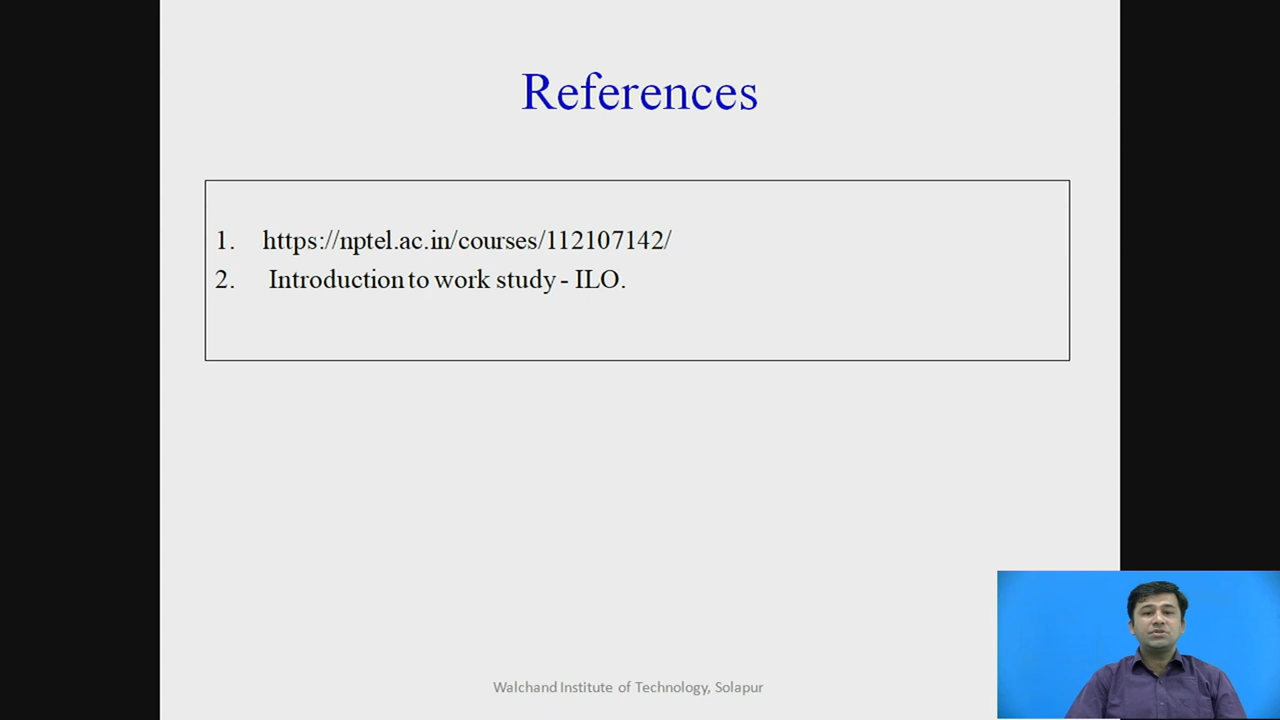 References
1. https://nptel.ac.in/courses/112107142/
2. Introduction to work study - ILO.
Walchand Institute of Technology, Solapur